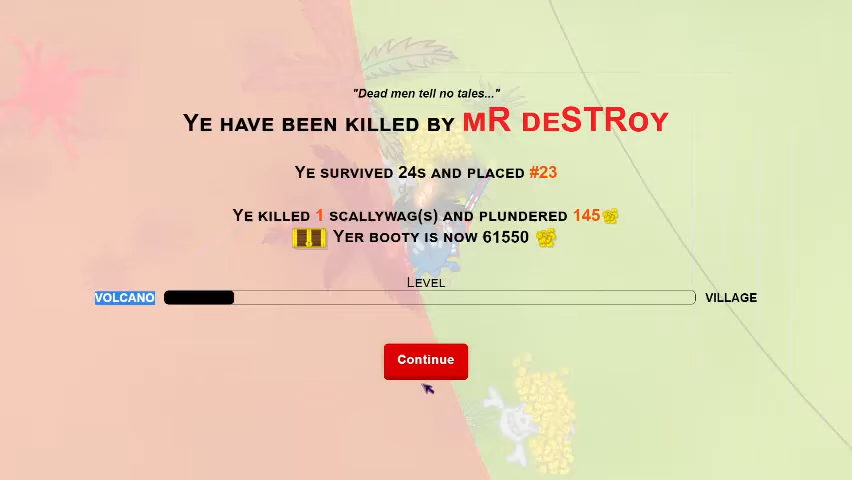 "Dead men tell no tales..."
Ye have been killed by mR deSTRoy
Ye survived 24s and placed #23
Ye killed 1 scallywag(s) and plundered 145
Yer booty is now 61550
Level
VOLCANO VILLAGE
Continue